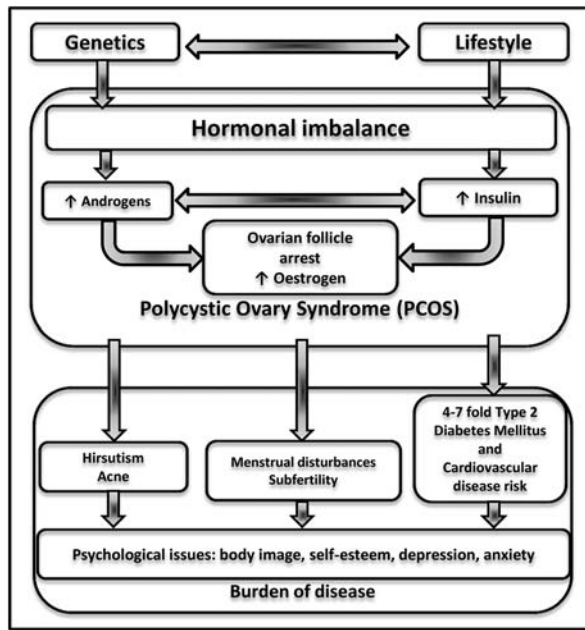 Genetics
Lifestyle
Hormonal imbalance
↑ Androgens
↑ Insulin
Ovarian follicle
arrest
↑ Oestrogen
Polycystic Ovary Syndrome (PCOS)
Hirsutism
Acne
Menstrual disturbances
Subfertility
4-7 fold Type 2
Diabetes Mellitus
and
Cardiovascular
disease risk
Psychological issues: body image, self-esteem, depression, anxiety
Burden of disease